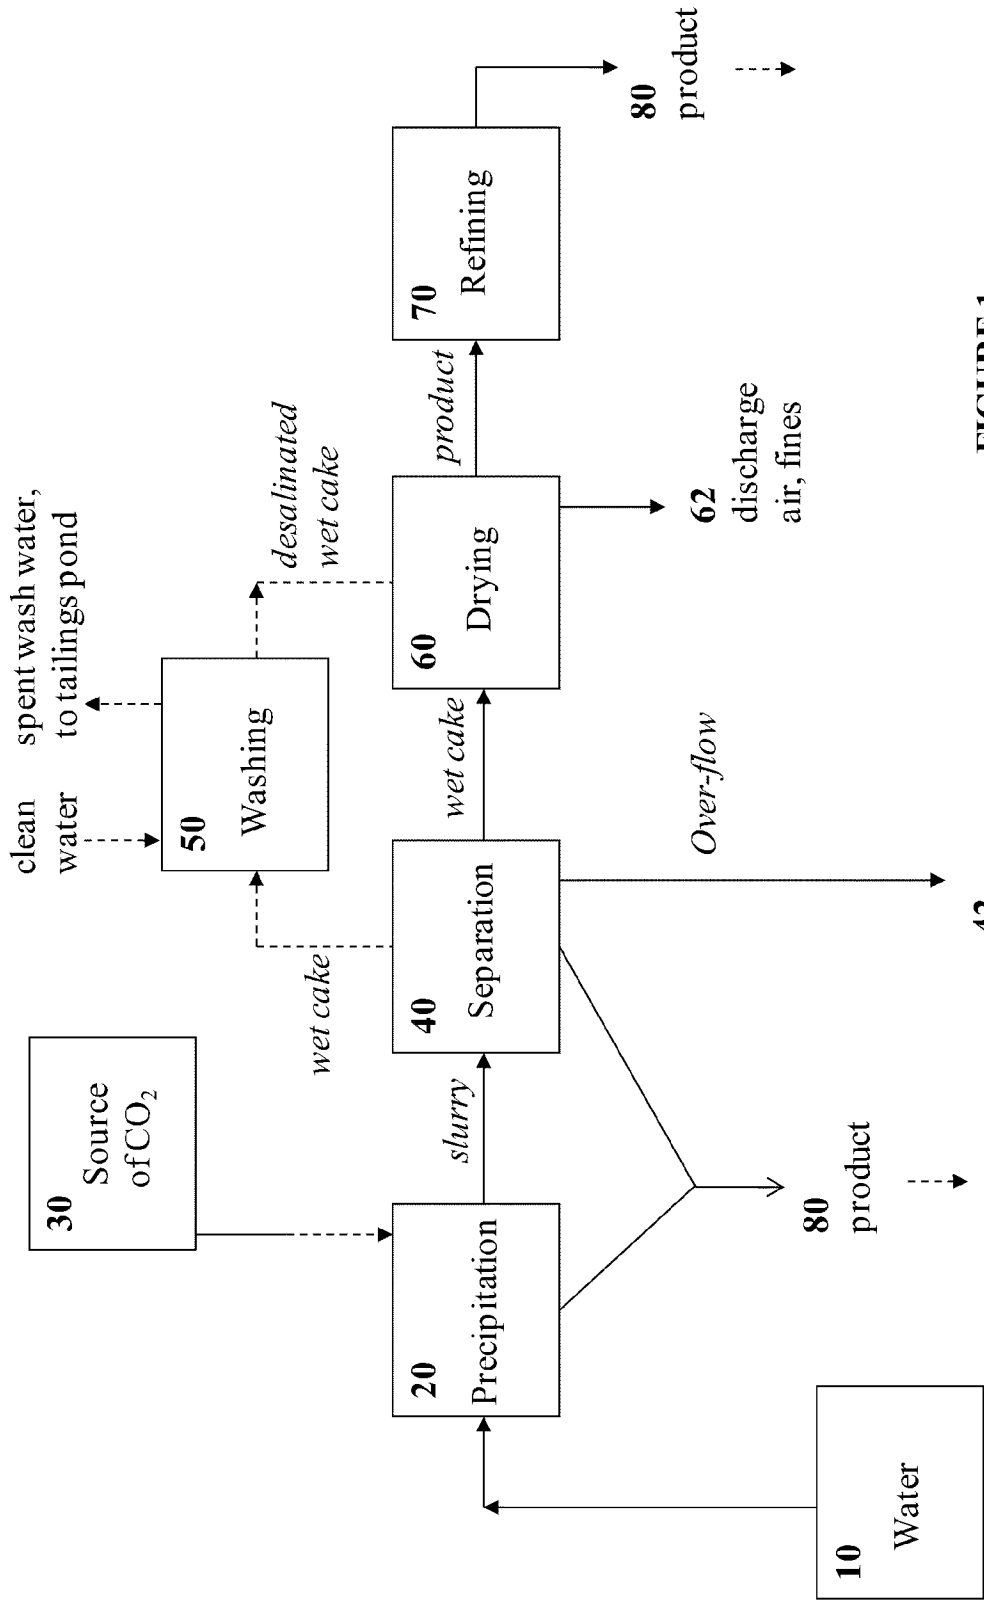 clean
water
spent wash water,
to tailings pond
30
Source
of CO2
50
Washing
wet cake
desalinated
wet cake
20
Precipitation
slurry
40
Separation
wet cake
60
Drying
product
70
Refining
80
product
Over-flow
62
discharge
air, fines
80
product
10
Water
42
FIGURE 1